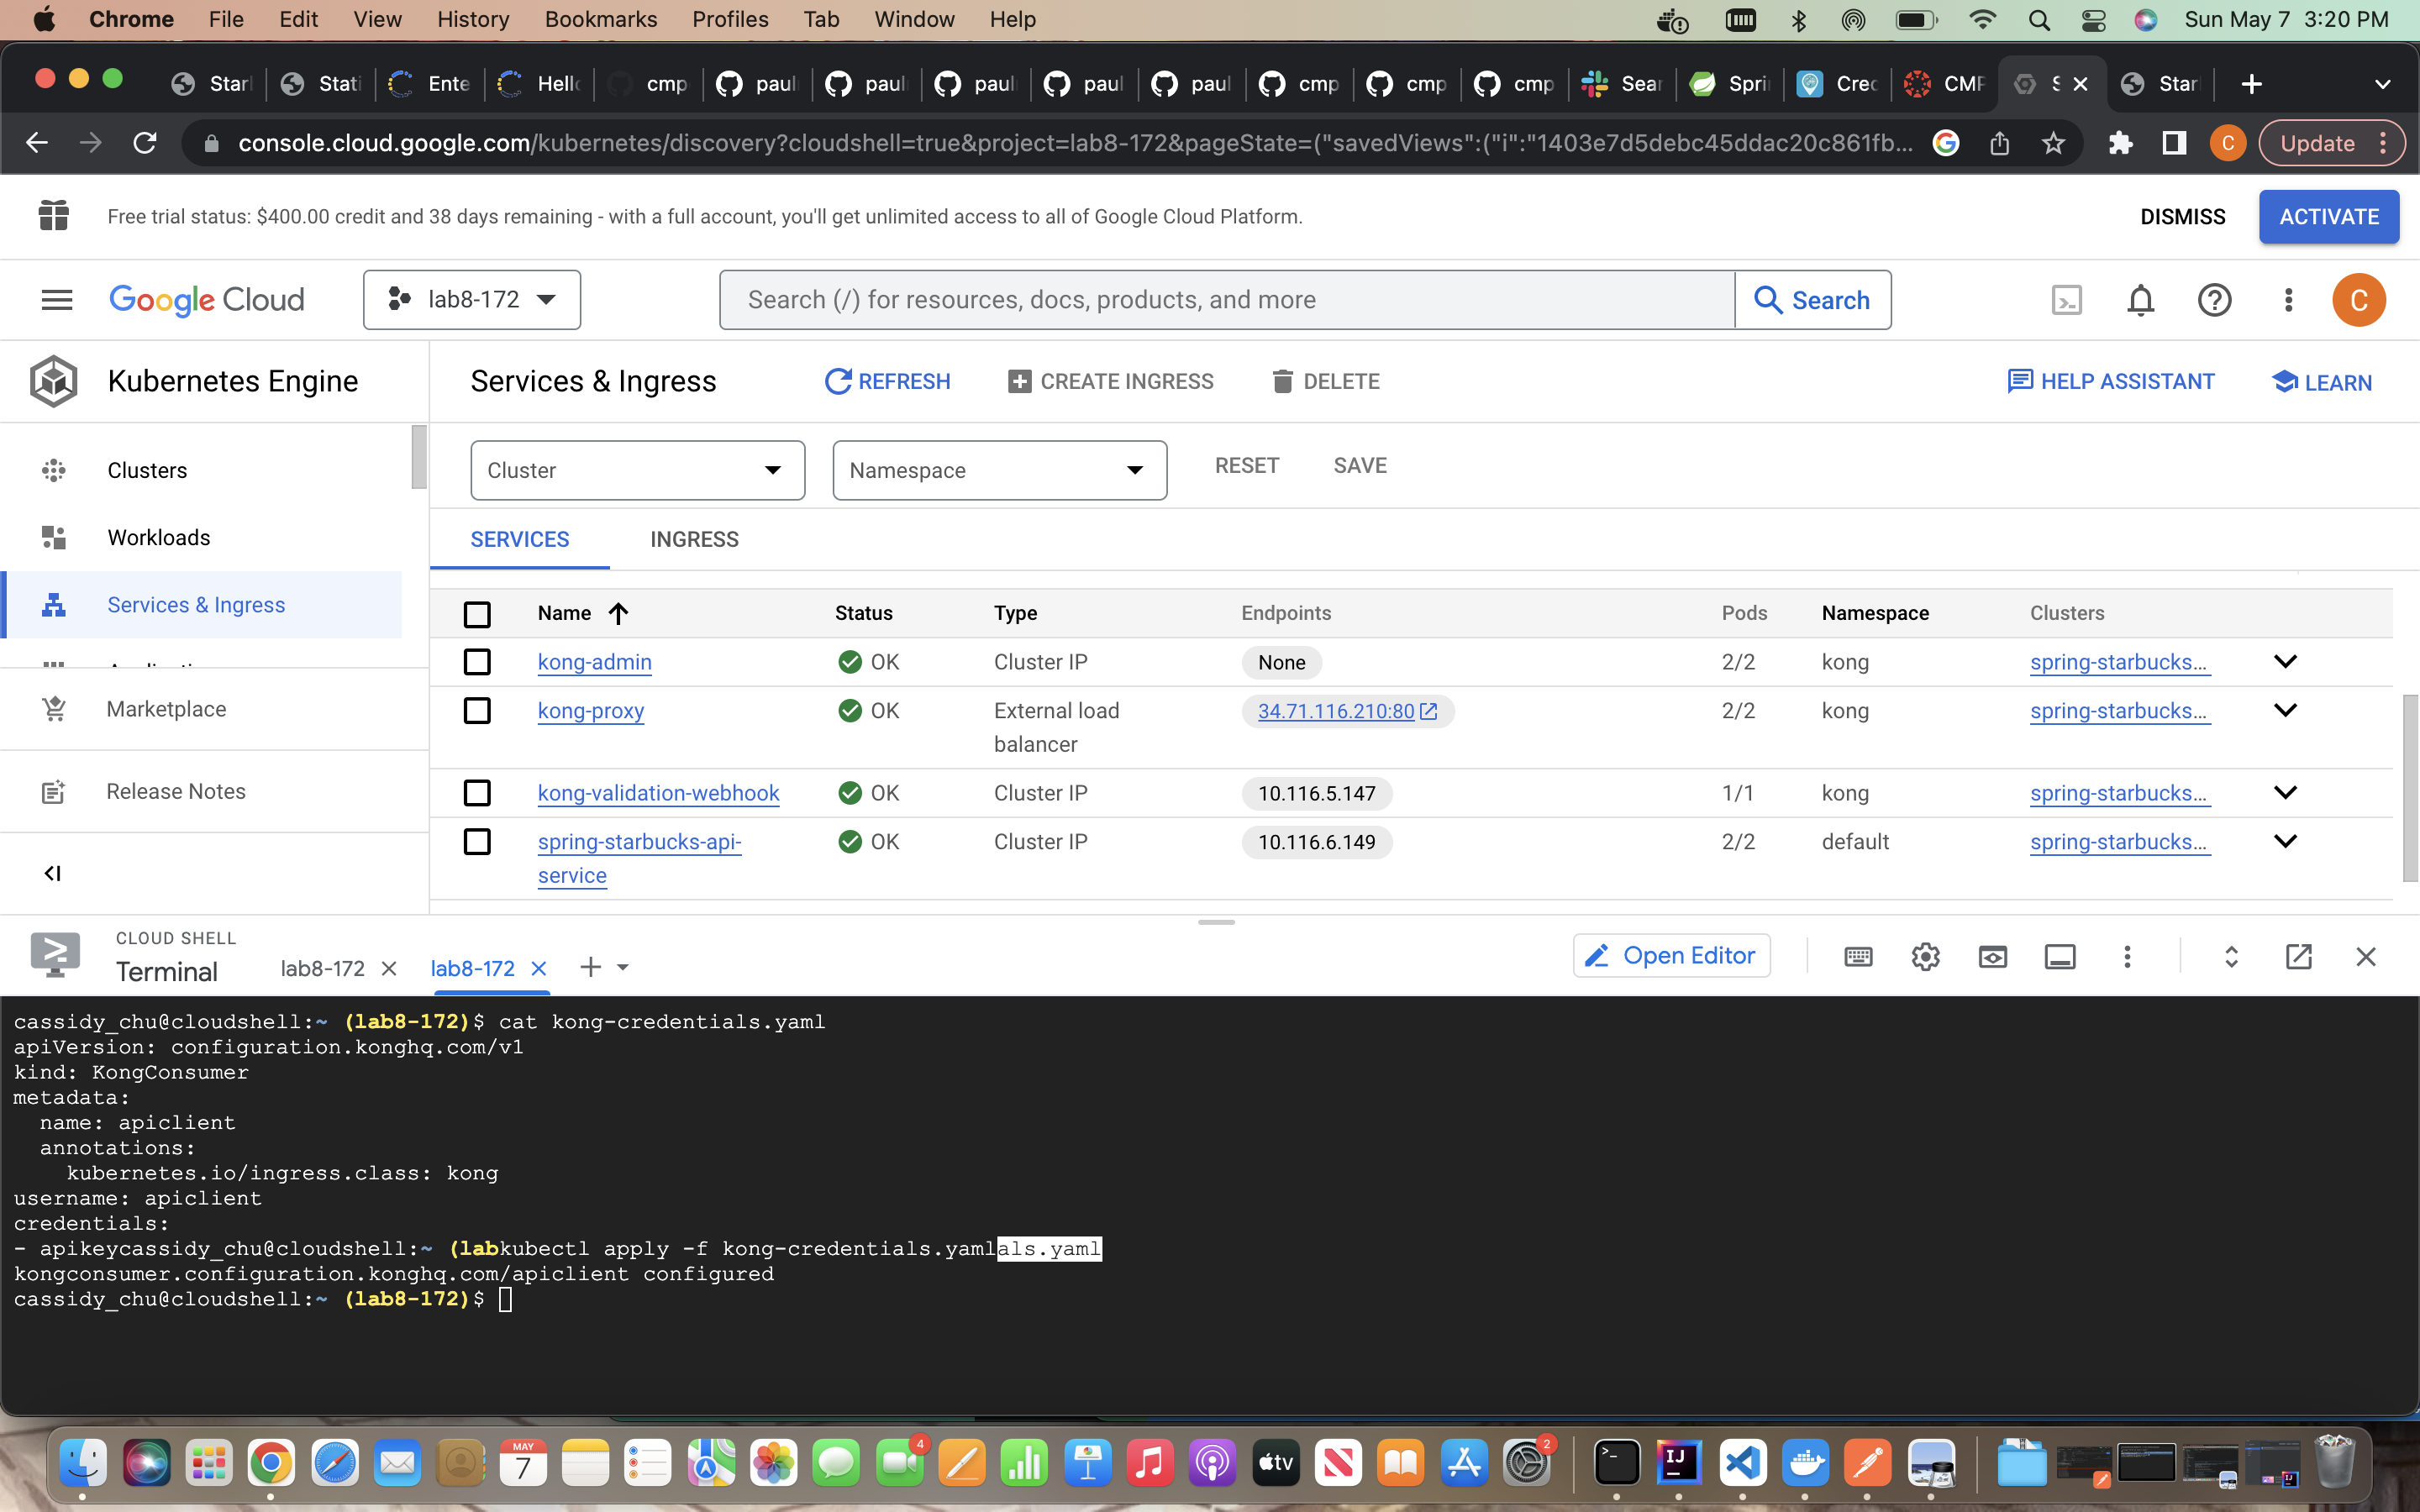 Chrome File Edit View History Bookmarks Profiles Tab Window Help Sun May 7 3:20 PM
Starl Stati Ente Hello cmp paul paul paul paul paul cmp cmp cmp Sear Sprin Cred CMP S Starl
console.cloud.google.com/kubernetes/discovery?cloudshell=true&project=lab8-172&pageState=("savedViews":("i":"1403e7d5debc45ddac20c861fb... C Update
Free trial status: $400.00 credit and 38 days remaining - with a full account, you'll get unlimited access to all of Google Cloud Platform. DISMISS ACTIVATE
Google Cloud lab8-172 Search (/) for resources, docs, products, and more Search C
Kubernetes Engine Services & Ingress REFRESH CREATE INGRESS DELETE HELP ASSISTANT LEARN
Clusters
Workloads
Services & Ingress
Marketplace
Release Notes
Cluster Namespace RESET SAVE
SERVICES INGRESS
Name Status Type Endpoints Pods Namespace Clusters
kong-admin OK Cluster IP None 2/2 kong spring-starbucks...
kong-proxy OK External load balancer 34.71.116.210:80 2/2 kong spring-starbucks...
kong-validation-webhook OK Cluster IP 10.116.5.147 1/1 kong spring-starbucks...
spring-starbucks-api-service OK Cluster IP 10.116.6.149 2/2 default spring-starbucks...
CLOUD SHELL
Terminal lab8-172 lab8-172 Open Editor
cassidy_chu@cloudshell:~ (lab8-172)$ cat kong-credentials.yaml
apiVersion: configuration.konghq.com/v1
kind: KongConsumer
metadata:
  name: apiclient
  annotations:
    kubernetes.io/ingress.class: kong
username: apiclient
credentials:
- apikeycassidy_chu@cloudshell:~ (labkubectl apply -f kong-credentials.yamlals.yaml
kongconsumer.configuration.konghq.com/apiclient configured
cassidy_chu@cloudshell:~ (lab8-172)$
MAY
7
4
tv
2
IJ